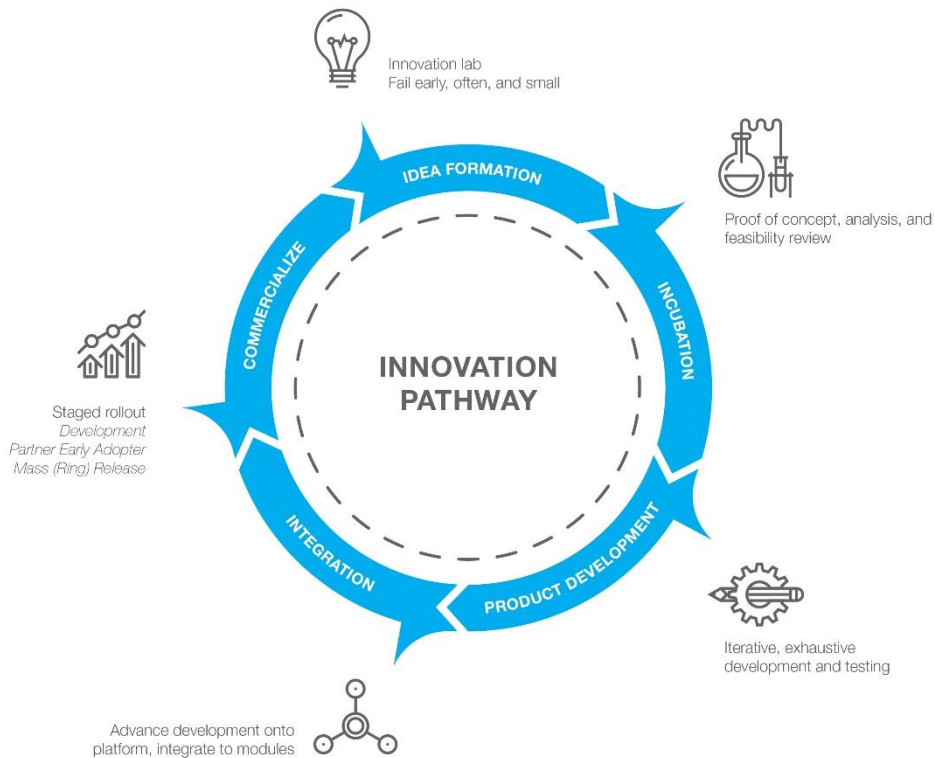 Innovation lab
Fail early, often, and small
IDEA FORMATION
Proof of concept, analysis, and
feasibility review
INCUBATION
COMMERCIALIZE
INNOVATION
PATHWAY
Staged rollout
Development
Partner Early Adopter
Mass (Ring) Release
INTEGRATION
PRODUCT DEVELOPMENT
Iterative, exhaustive
development and testing
Advance development onto
platform, integrate to modules